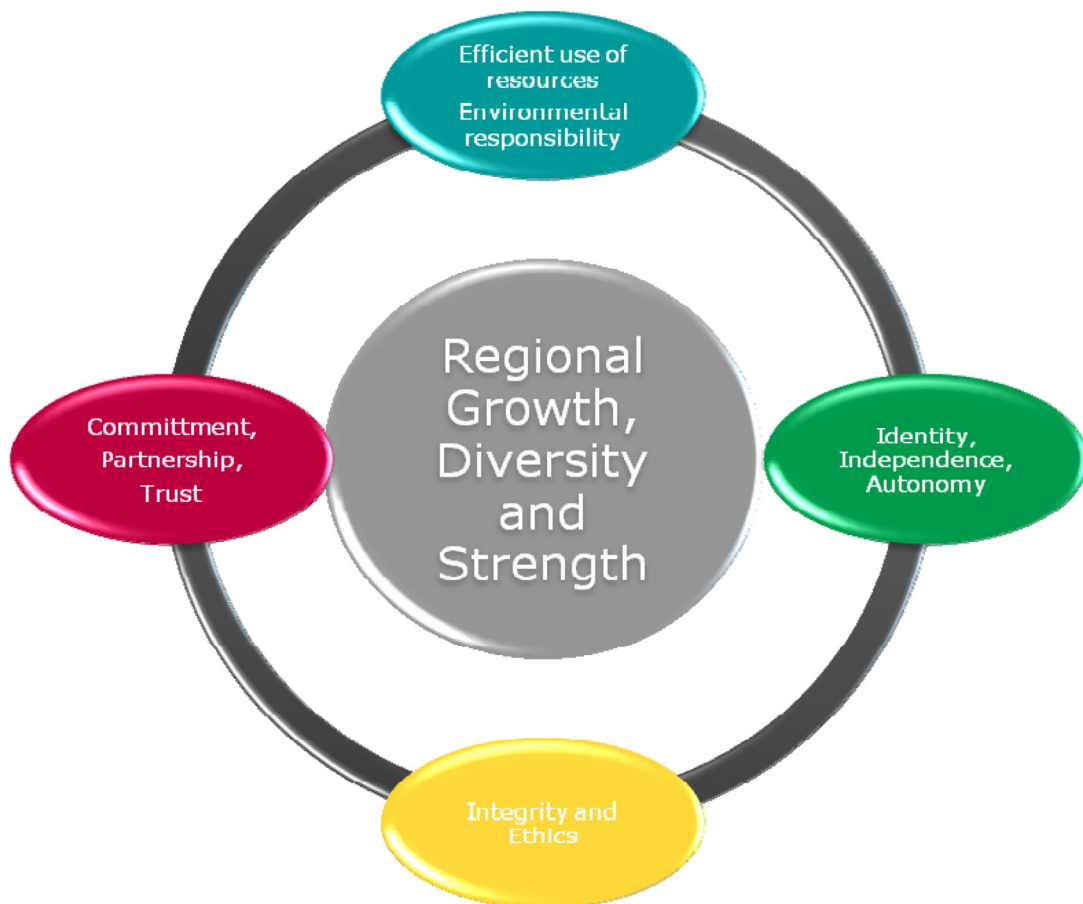 Efficient use of
resources
Environmental
responsibility
Regional
Growth,
Diversity
and
Strength
Committment,
Partnership,
Trust
Identity,
Independence,
Autonomy
Integrity and
Ethics